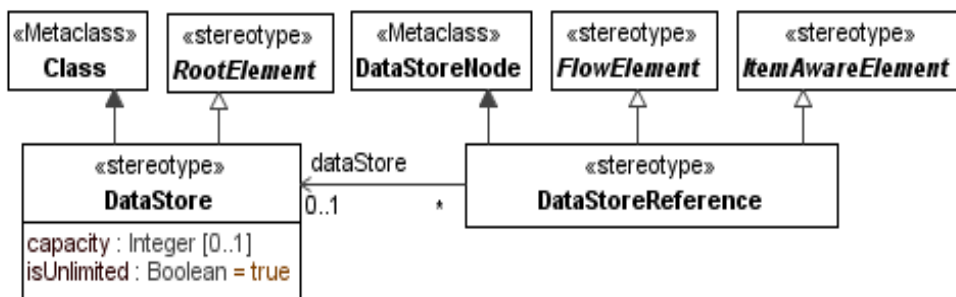 «Metaclass»
Class
«stereotype»
RootElement
«Metaclass»
DataStoreNode
«stereotype»
FlowElement
«stereotype»
ItemAwareElement
«stereotype»
DataStore
capacity : Integer [0..1]
isUnlimited : Boolean = true
dataStore
0..1
*
«stereotype»
DataStoreReference